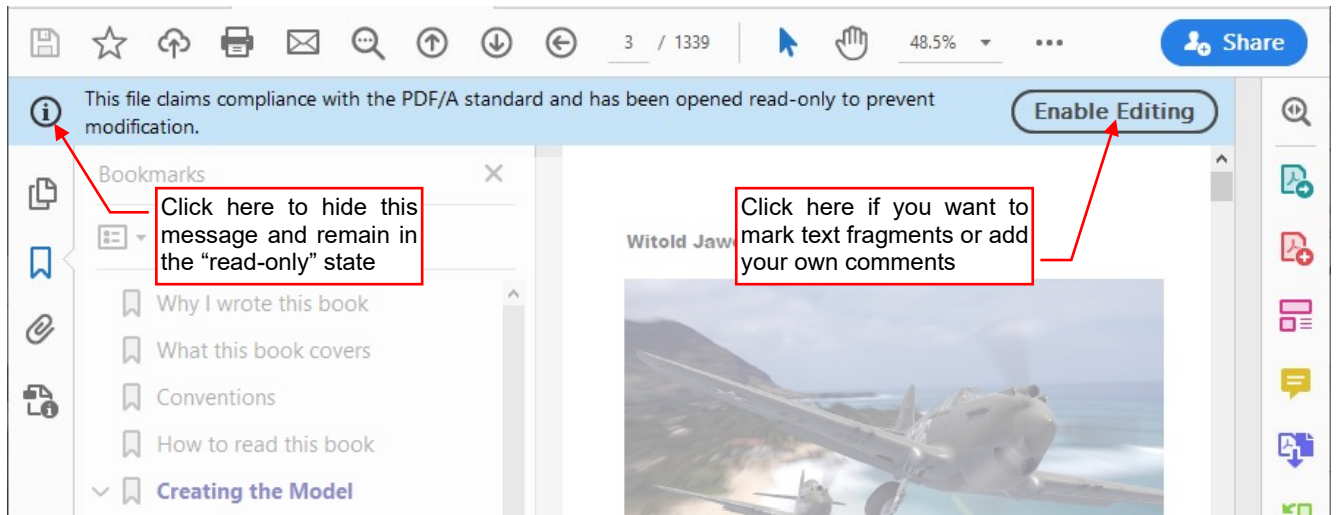 3 / 1339
48.5%
Share
This file claims compliance with the PDF/A standard and has been opened read-only to prevent
modification.
Enable Editing
Bookmarks
Click here to hide this
message and remain in
the “read-only” state
Click here if you want to
mark text fragments or add
your own comments
Witold Jaw
Why I wrote this book
What this book covers
Conventions
How to read this book
Creating the Model